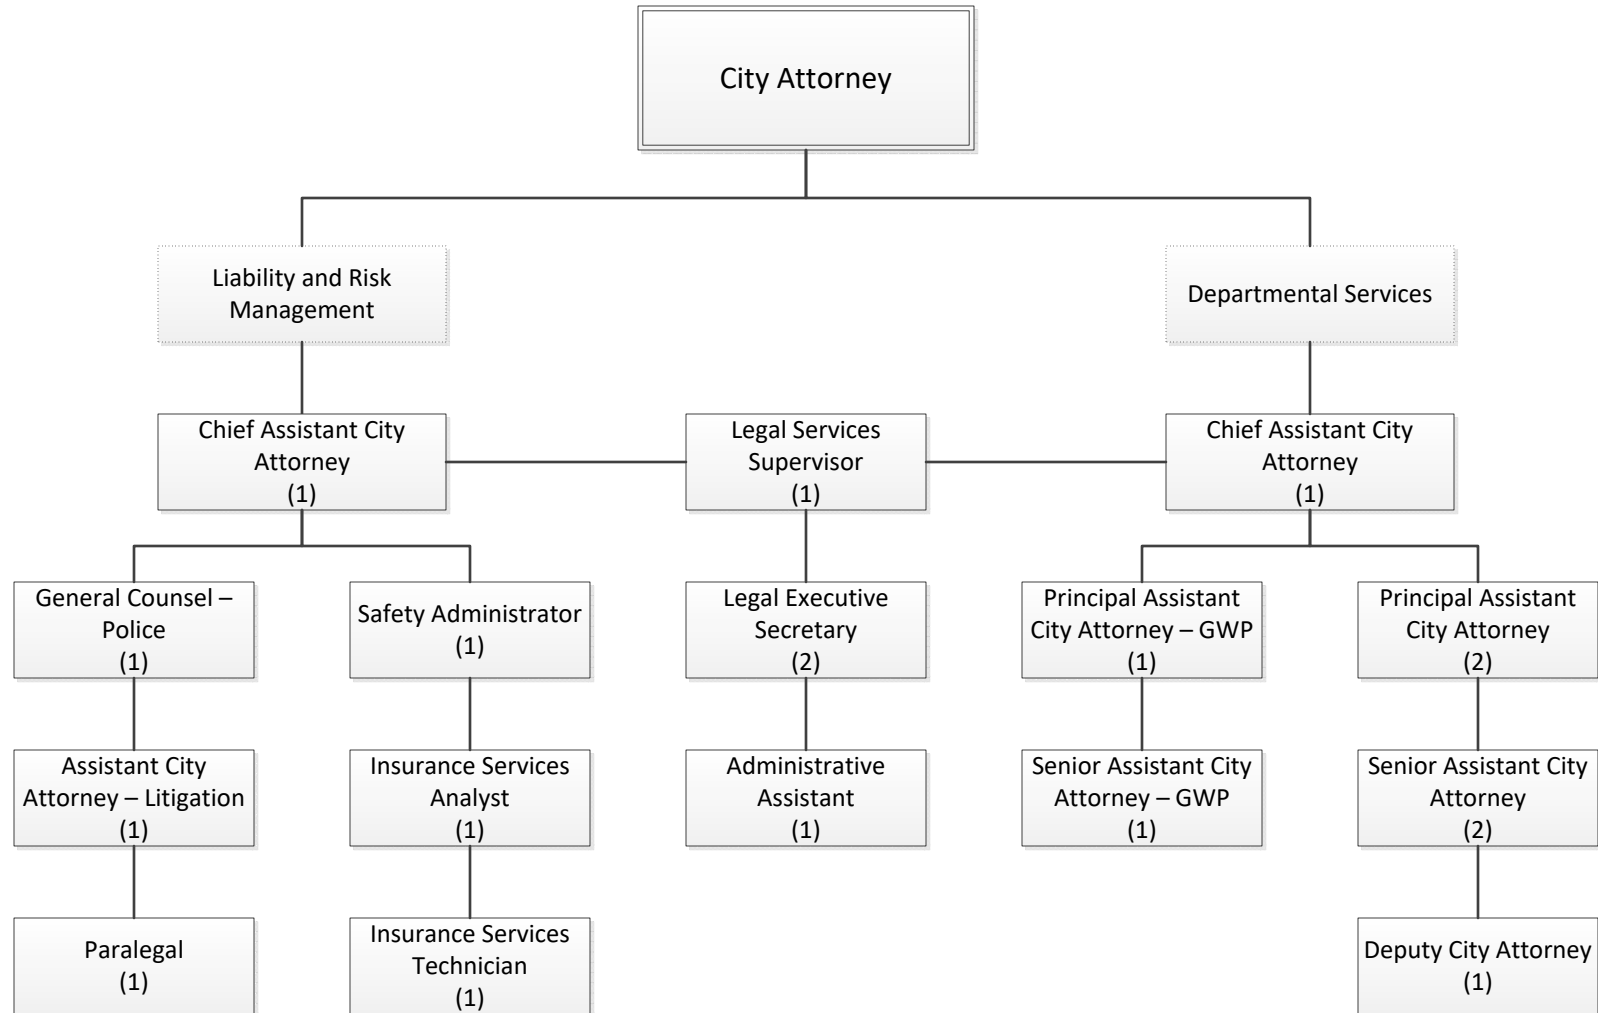 City Attorney
Liability and Risk
Management
Departmental Services
Chief Assistant City
Attorney
(1)
Legal Services
Supervisor
(1)
Chief Assistant City
Attorney
(1)
General Counsel –
Police
(1)
Safety Administrator
(1)
Legal Executive
Secretary
(2)
Principal Assistant
City Attorney – GWP
(1)
Principal Assistant
City Attorney
(2)
Assistant City
Attorney – Litigation
(1)
Insurance Services
Analyst
(1)
Administrative
Assistant
(1)
Senior Assistant City
Attorney – GWP
(1)
Senior Assistant City
Attorney
(2)
Paralegal
(1)
Insurance Services
Technician
(1)
Deputy City Attorney
(1)